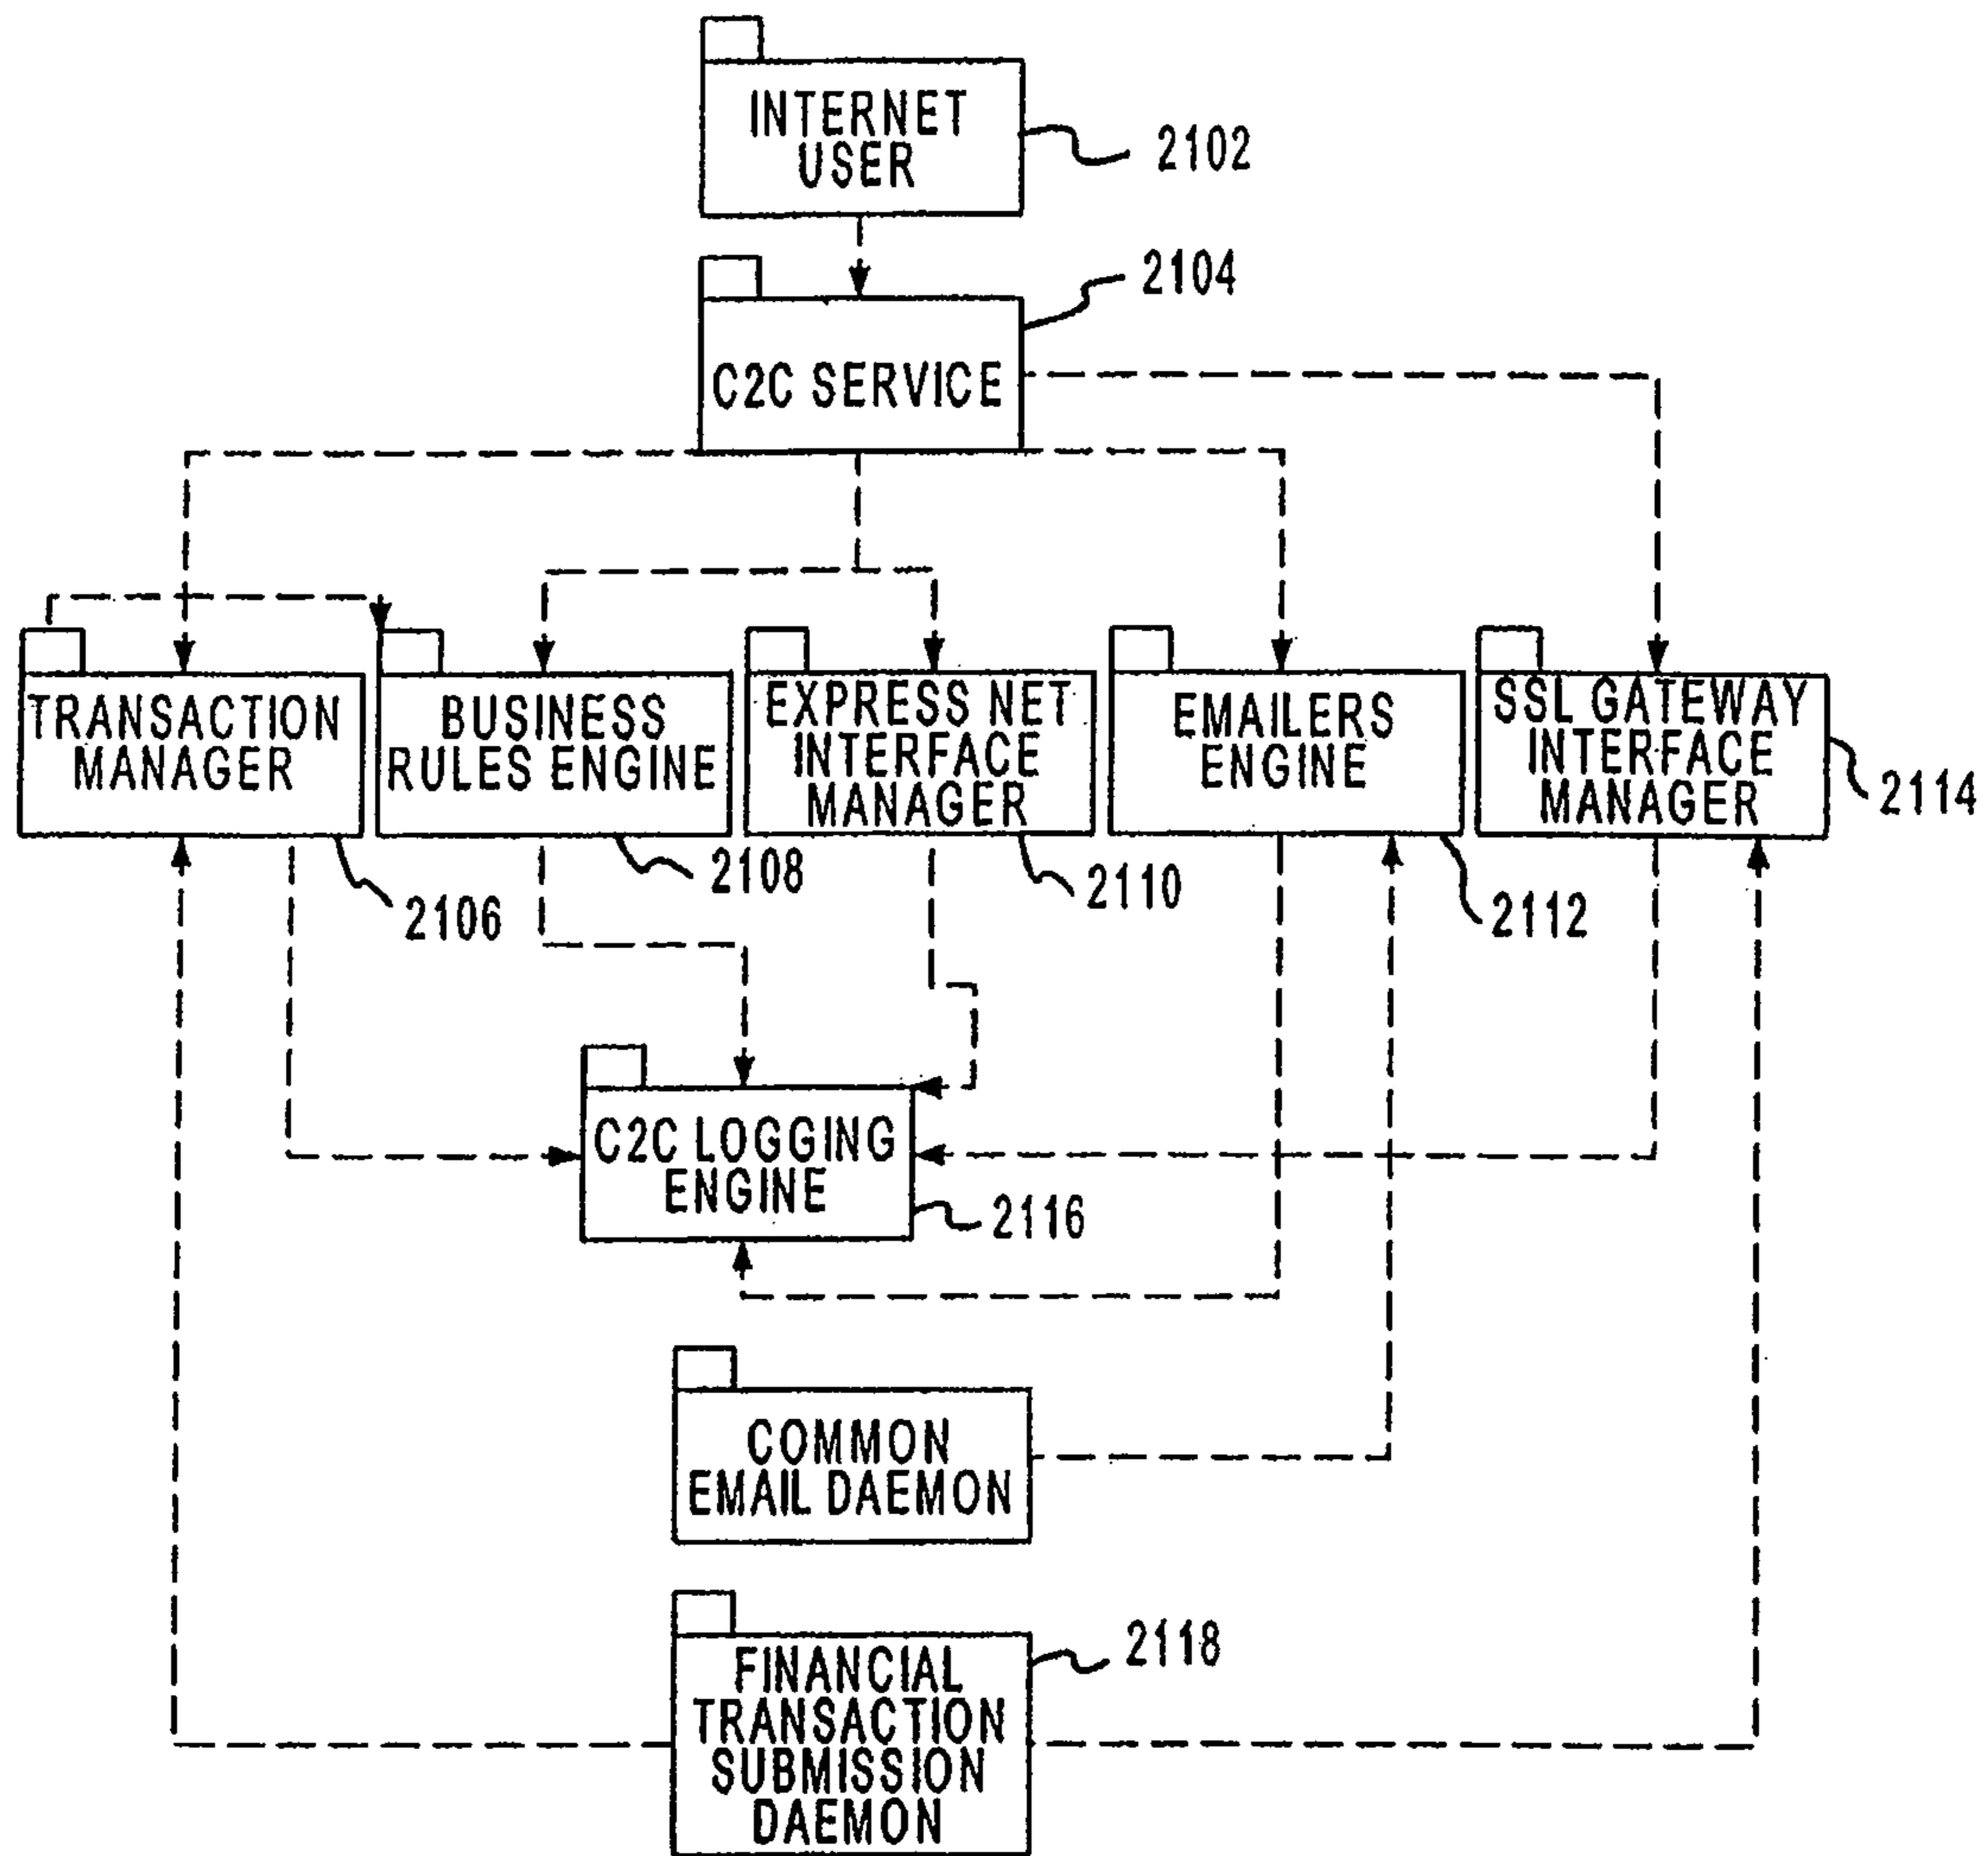 INTERNET
USER
2102
2104
C2C SERVICE
TRANSACTION
MANAGER
BUSINESS
RULES ENGINE
EXPRESS NET
INTERFACE
MANAGER
EMAILERS
ENGINE
SSL GATEWAY
INTERFACE
MANAGER
2114
2108
2110
2106
2112
C2C LOGGING
ENGINE
2116
COMMON
EMAIL DAEMON
2118
FINANCIAL
TRANSACTION
SUBMISSION
DAEMON